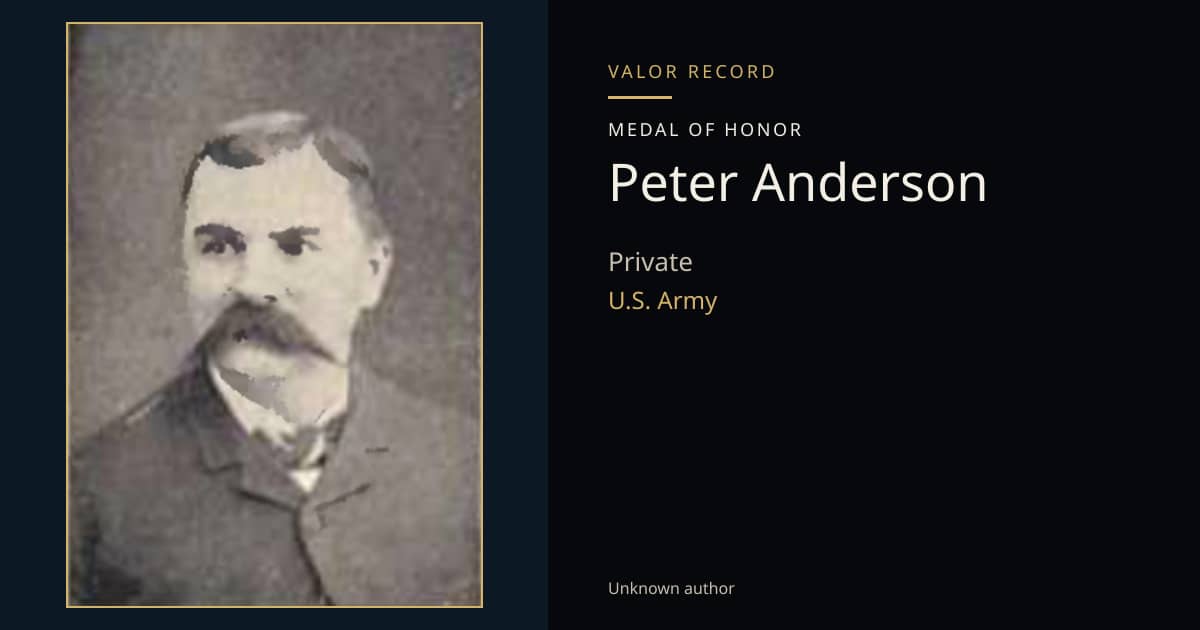 VALOR RECORD
MEDAL OF HONOR
Peter Anderson
Private
U.S. Army
Unknown author